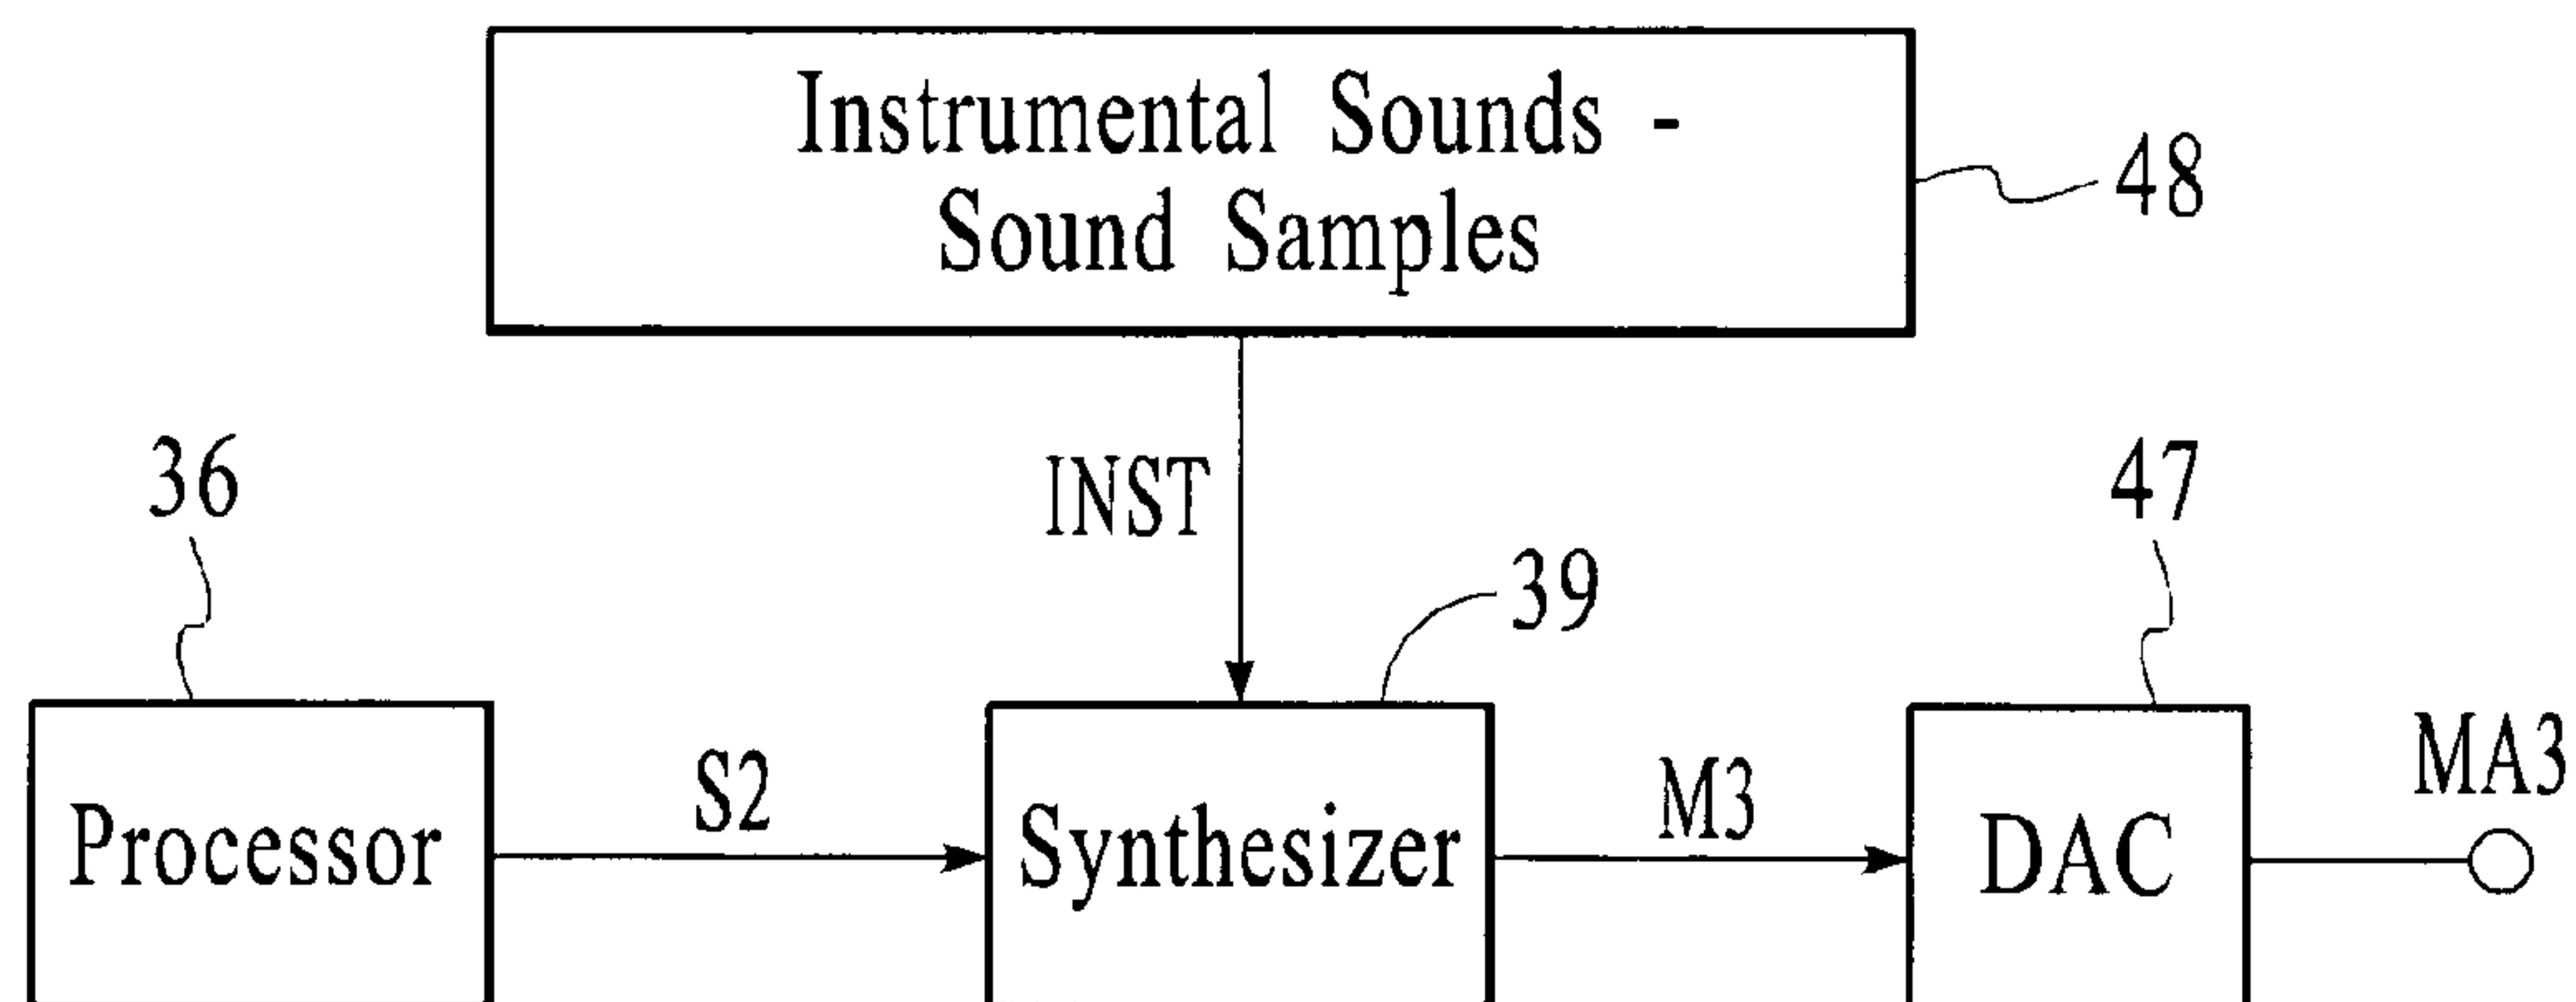 Instrumental Sounds -
Sound Samples
48
36
INST
47
39
MA3
S2
M3
Processor
Synthesizer
DAC